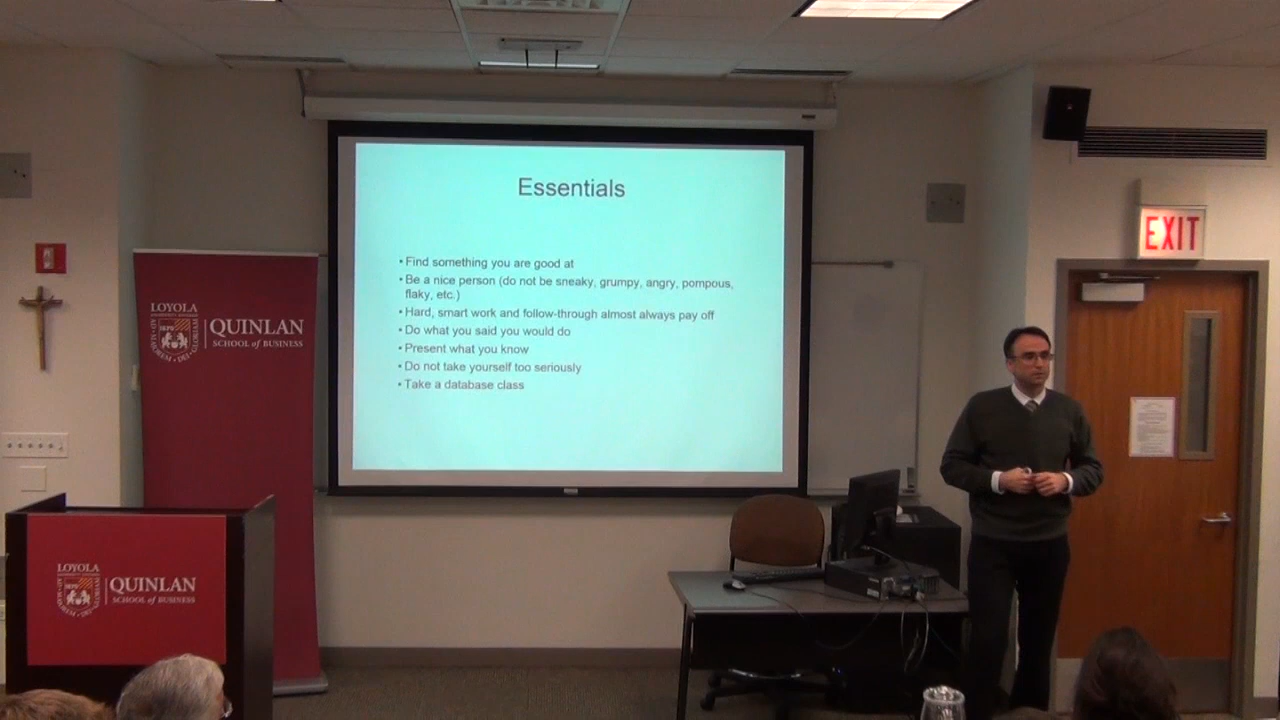 Essentials
• Find something you are good at
• Be a nice person (do not be sneaky, grumpy, angry, pompous,
flaky, etc.)
• Hard, smart work and follow-through almost always pay off
• Do what you said you would do
• Present what you know
• Do not take yourself too seriously
• Take a database class
LOYOLA
QUINLAN
SCHOOL of BUSINESS
EXIT
LOYOLA
QUINLAN
SCHOOL of BUSINESS